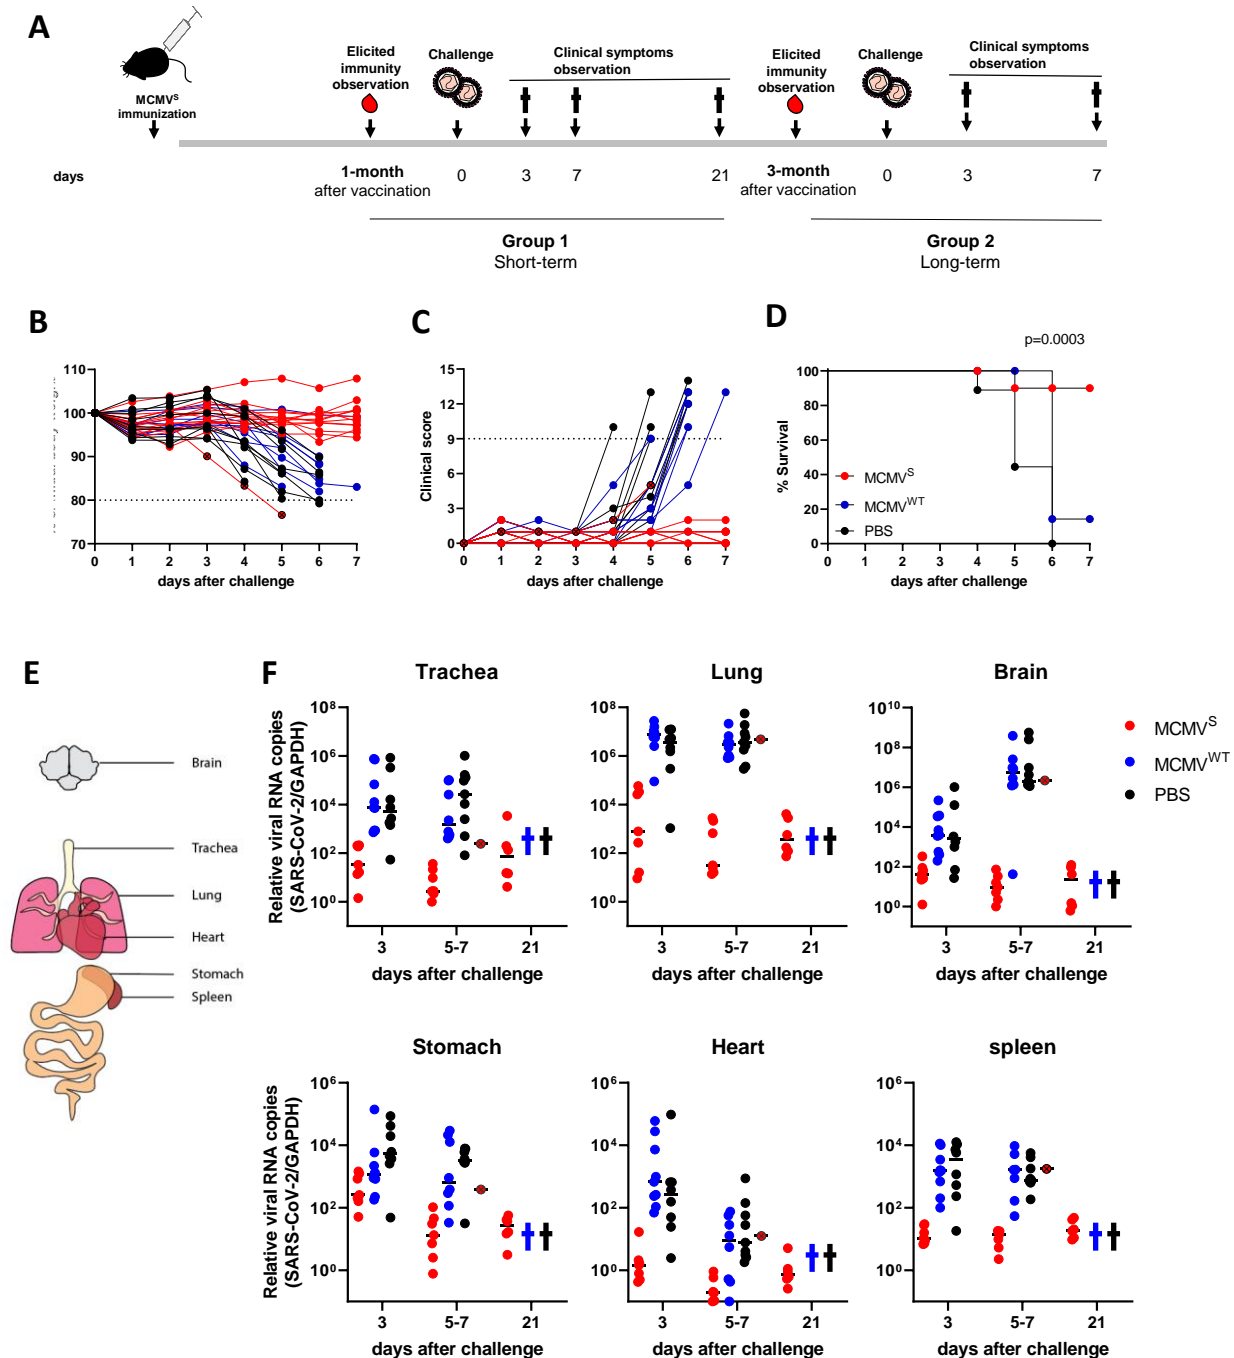 A
Elicited
immunity
observation
Challenge
Clinical symptoms
observation
Elicited
immunity
observation
Challenge
Clinical symptoms
observation
MCMVS
immunization
days
1-month
after vaccination
0
3
7
21
3-month
after vaccination
0
3
7
Group 1
Short-term
Group 2
Long-term
B
110
100
90
80
70
0 1 2 3 4 5 6 7
days after challenge
C
Clinical score
15
12
9
6
3
0
0 1 2 3 4 5 6 7
days after challenge
D
p=0.0003
% Survival
100
80
60
40
20
0
MCMVS
MCMVWT
PBS
0 1 2 3 4 5 6 7
days after challenge
E
Brain
Trachea
Lung
Heart
Stomach
Spleen
F
Trachea
Relative viral RNA copies
(SARS-CoV-2/GAPDH)
10^8
10^6
10^4
10^2
10^0
3 5-7 21
days after challenge
Lung
10^8
10^6
10^4
10^2
10^0
3 5-7 21
days after challenge
Brain
10^10
10^8
10^6
10^4
10^2
10^0
3 5-7 21
days after challenge
MCMVS
MCMVWT
PBS
Stomach
Relative viral RNA copies
(SARS-CoV-2/GAPDH)
10^6
10^4
10^2
10^0
3 5-7 21
days after challenge
Heart
10^6
10^4
10^2
10^0
3 5-7 21
days after challenge
spleen
10^6
10^4
10^2
10^0
3 5-7 21
days after challenge